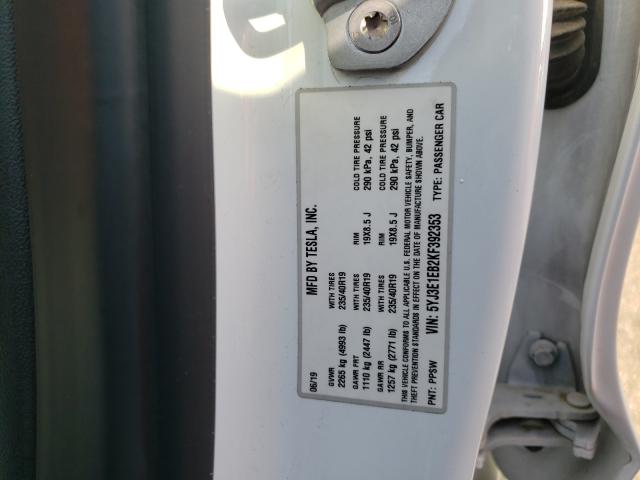 MFD BY TESLA, INC.
06/19
GVWR WITH TIRES RIM COLD TIRE PRESSURE
2265 kg (4993 lb) 235/40R19 19X8.5 J 290 kPa, 42 psi
GAWR FRT WITH TIRES RIM COLD TIRE PRESSURE
1110 kg (2447 lb) 235/40R19 19X8.5 J 290 kPa, 42 psi
GAWR RR
1257 kg (2771 lb) 235/40R19
THIS VEHICLE CONFORMS TO ALL APPLICABLE U.S. FEDERAL MOTOR VEHICLE SAFETY, BUMPER, AND
THEFT PREVENTION STANDARDS IN EFFECT ON THE DATE OF MANUFACTURE SHOWN ABOVE.
PNT: PPSW VIN: 5YJ3E1EB2KF392353 TYPE: PASSENGER CAR